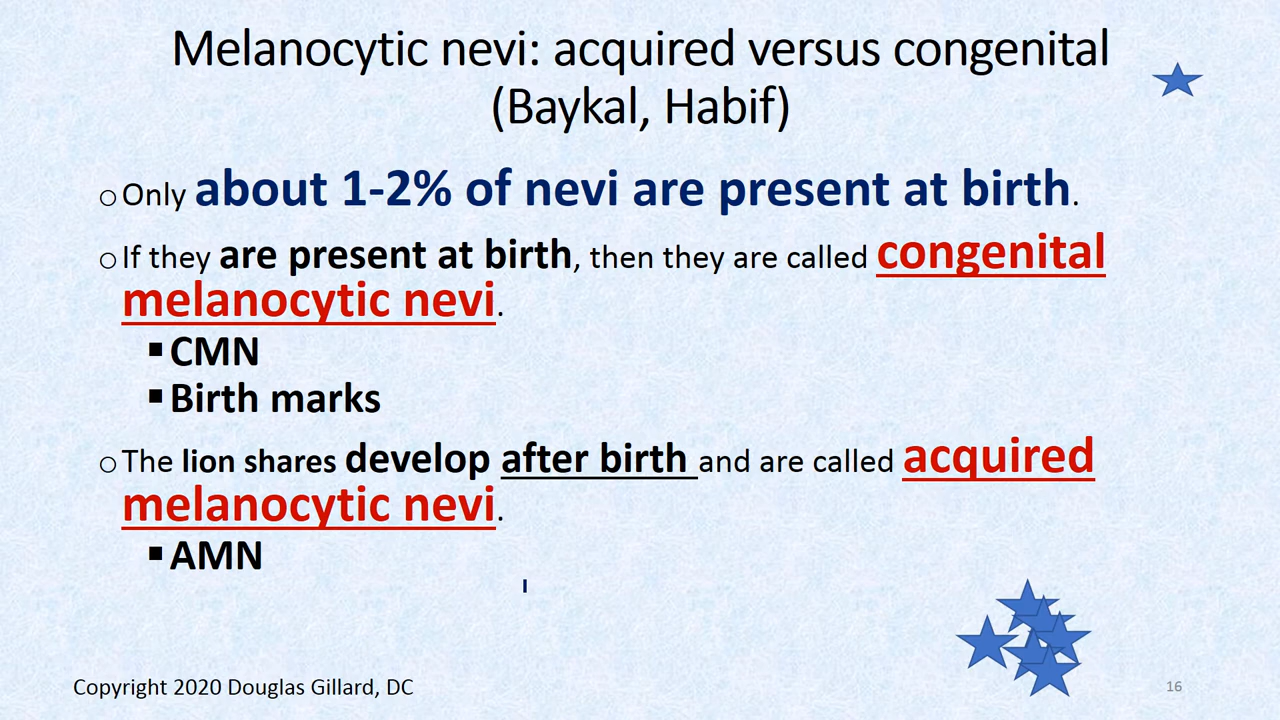 Melanocytic nevi: acquired versus congenital
(Baykal, Habif)
○Only about 1-2% of nevi are present at birth.
○If they are present at birth, then they are called congenital
melanocytic nevi.
▪CMN
▪Birth marks
○The lion shares develop after birth and are called acquired
melanocytic nevi.
▪AMN
Copyright 2020 Douglas Gillard, DC
16